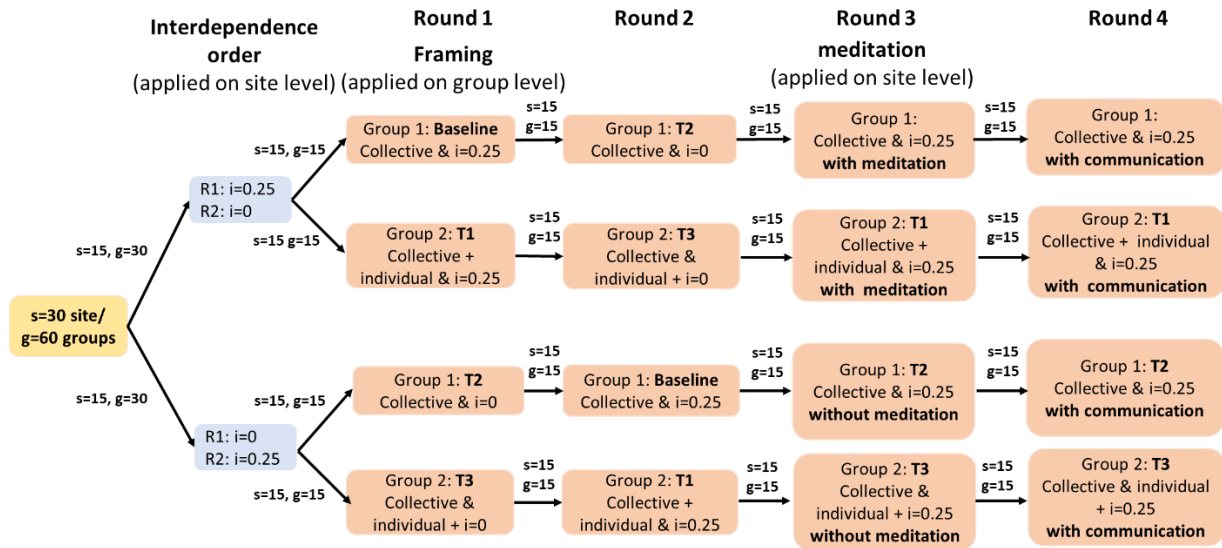 Interdependence
order
(applied on site level)
Round 1
Framing
(applied on group level)
Round 2
Round 3
meditation
(applied on site level)
Round 4
s=30 site/
g=60 groups
s=15, g=30
R1: i=0.25
R2: i=0
s=15, g=15
Group 1: Baseline
Collective & i=0.25
s=15
g=15
Group 1: T2
Collective & i=0
s=15
g=15
Group 1:
Collective & i=0.25
with meditation
s=15
g=15
Group 1:
Collective & i=0.25
with communication
s=15 g=15
Group 2: T1
Collective +
individual & i=0.25
s=15
g=15
Group 2: T3
Collective &
individual + i=0
s=15
g=15
Group 2: T1
Collective +
individual & i=0.25
with meditation
s=15
g=15
Group 2: T1
Collective + individual
& i=0.25
with communication
s=15, g=30
R1: i=0
R2: i=0.25
s=15, g=15
Group 1: T2
Collective & i=0
s=15
g=15
Group 1: Baseline
Collective & i=0.25
s=15
g=15
Group 1: T2
Collective & i=0.25
without meditation
s=15
g=15
Group 1: T2
Collective & i=0.25
with communication
s=15, g=15
Group 2: T3
Collective &
individual + i=0
s=15
g=15
Group 2: T1
Collective +
individual & i=0.25
s=15
g=15
Group 2: T3
Collective &
individual + i=0.25
without meditation
s=15
g=15
Group 2: T3
Collective & individual
+ i=0.25
with communication